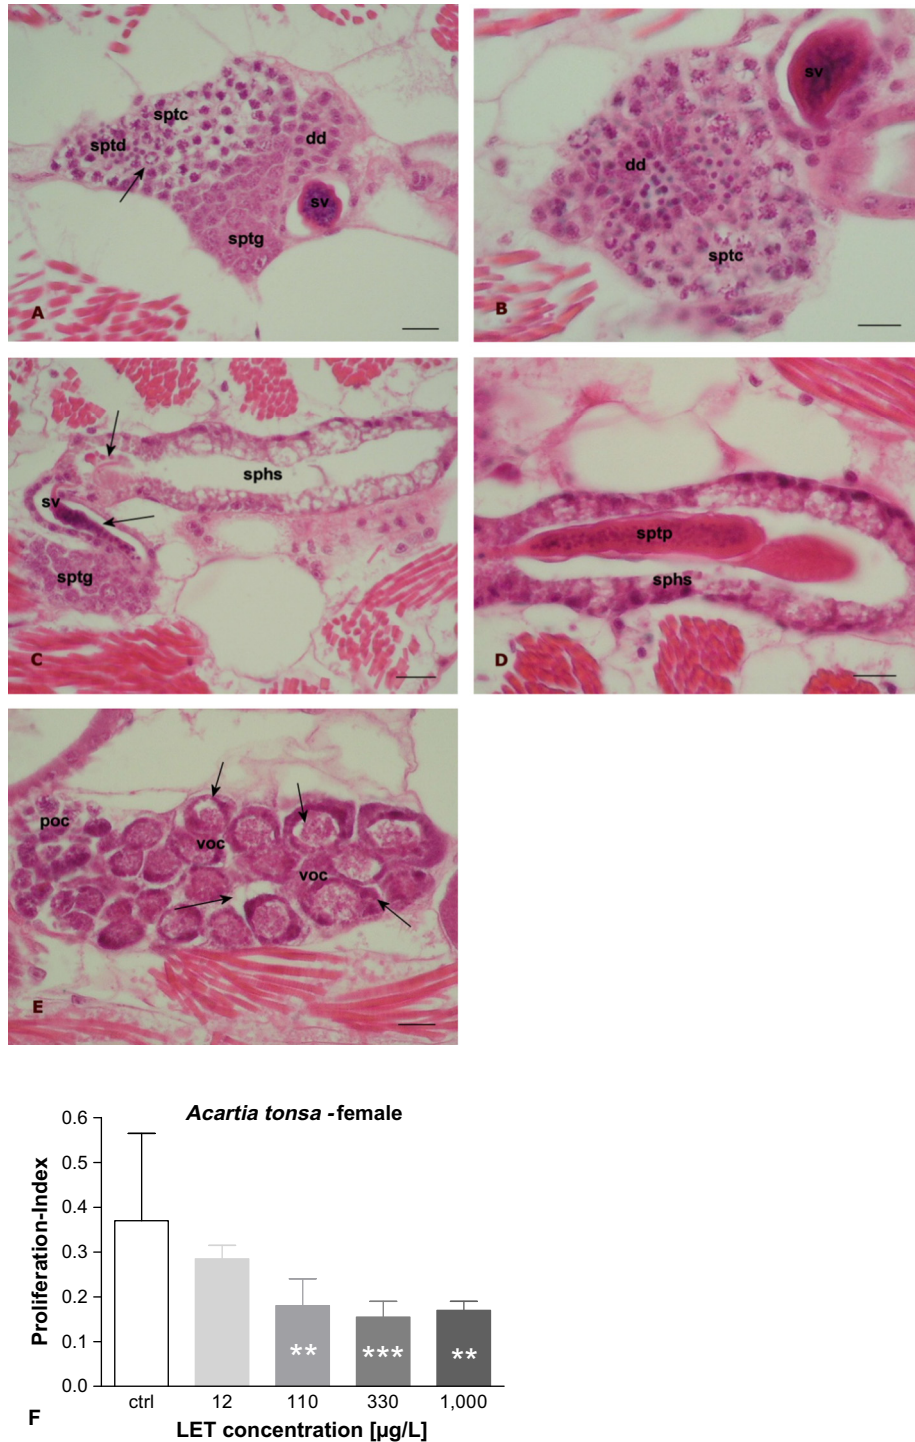 sptc
sptd
dd
sv
sptg
A
sv
dd
sptc
B
sphs
sv
sptg
C
sptp
sphs
D
poc
voc
voc
E
Acartia tonsa - female
Proliferation-Index
0.6
0.5
0.4
0.3
0.2
0.1
0.0
**
***
**
ctrl 12 110 330 1,000
LET concentration [µg/L]
F